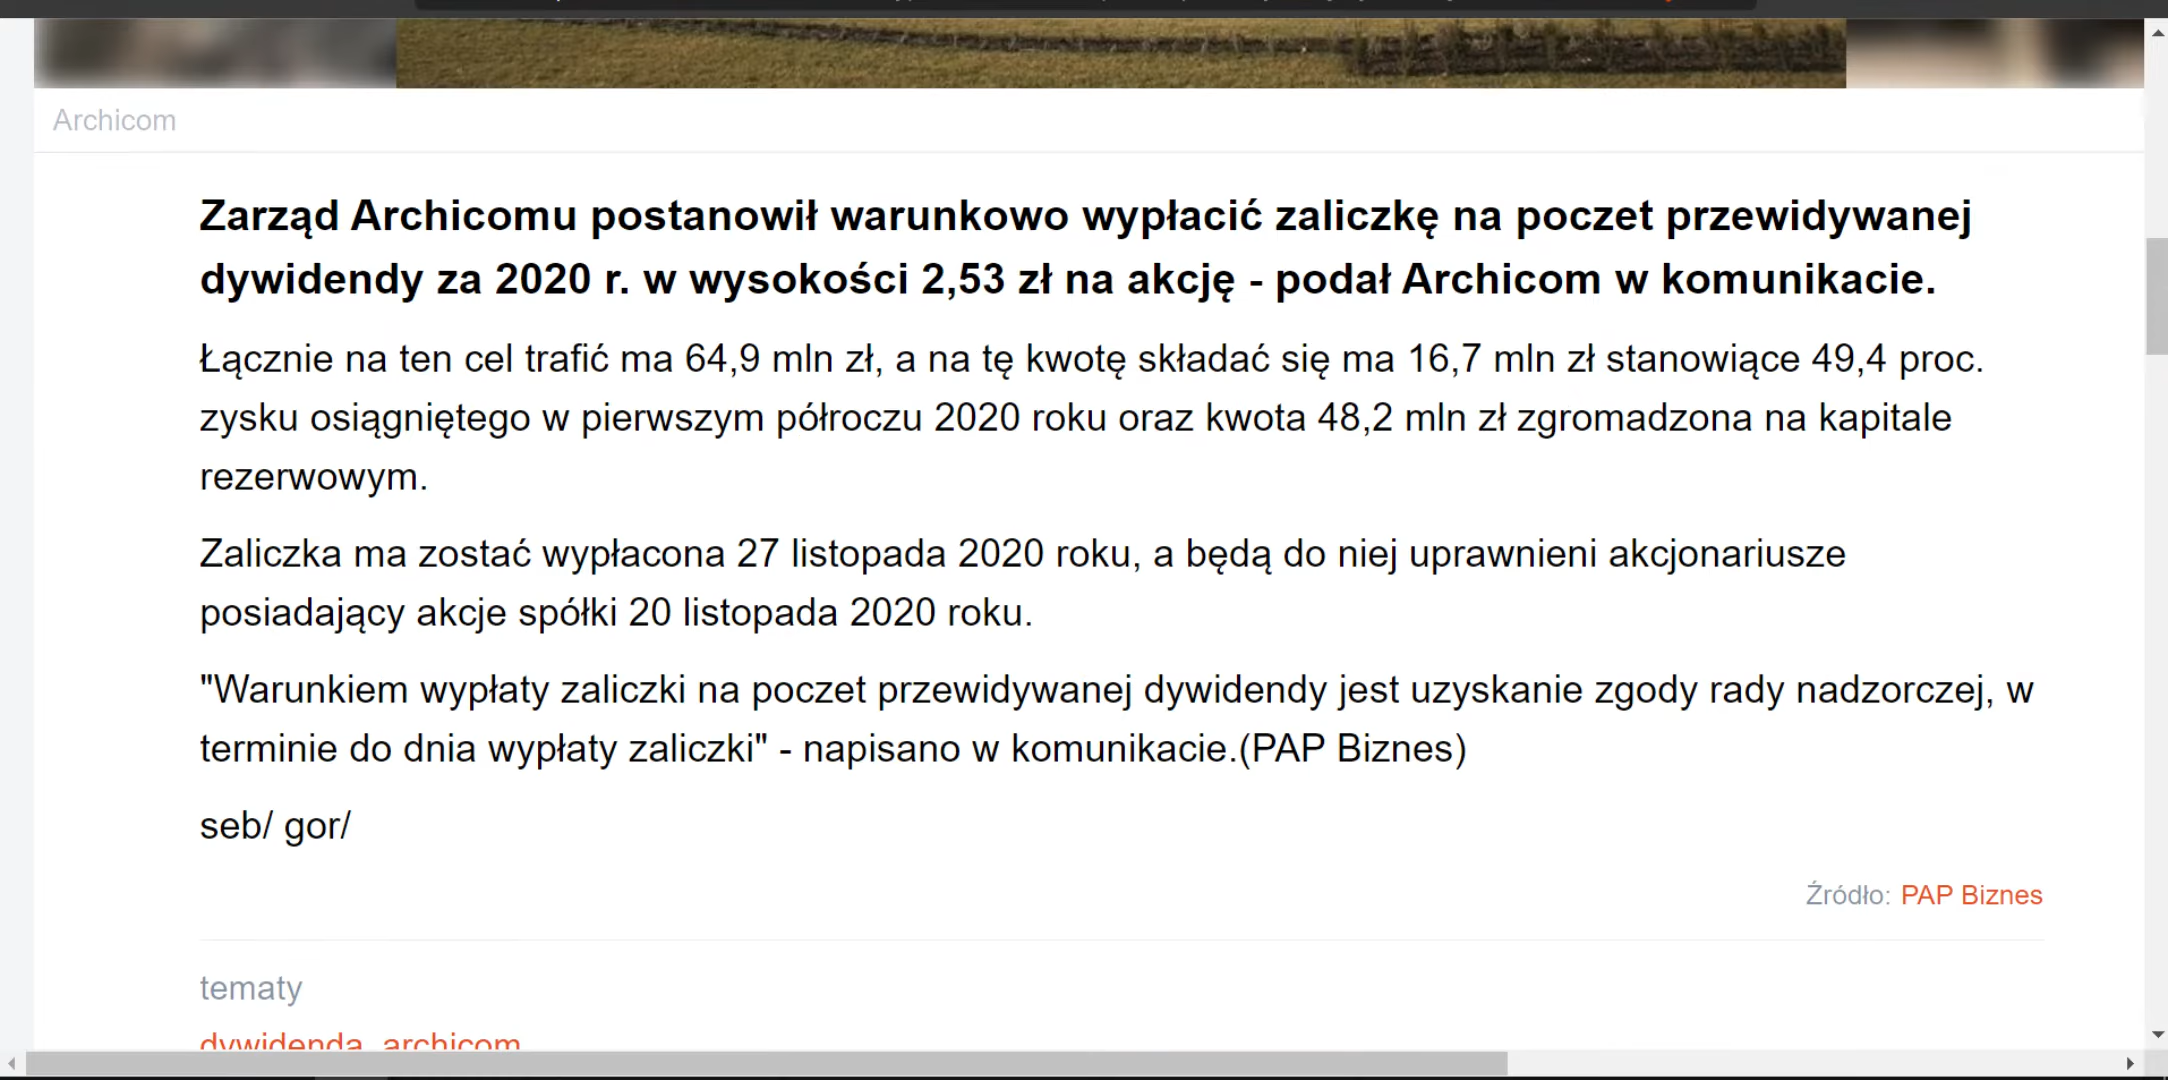 Archicom
Zarząd Archicomu postanowił warunkowo wypłacić zaliczkę na poczet przewidywanej
dywidendy za 2020 r. w wysokości 2,53 zł na akcję - podał Archicom w komunikacie.
Łącznie na ten cel trafić ma 64,9 mln zł, a na tę kwotę składać się ma 16,7 mln zł stanowiące 49,4 proc.
zysku osiągniętego w pierwszym półroczu 2020 roku oraz kwota 48,2 mln zł zgromadzona na kapitale
rezerwowym.
Zaliczka ma zostać wypłacona 27 listopada 2020 roku, a będą do niej uprawnieni akcjonariusze
posiadający akcje spółki 20 listopada 2020 roku.
"Warunkiem wypłaty zaliczki na poczet przewidywanej dywidendy jest uzyskanie zgody rady nadzorczej, w
terminie do dnia wypłaty zaliczki" - napisano w komunikacie.(PAP Biznes)
seb/ gor/
Źródło: PAP Biznes
tematy
dywidenda archicom